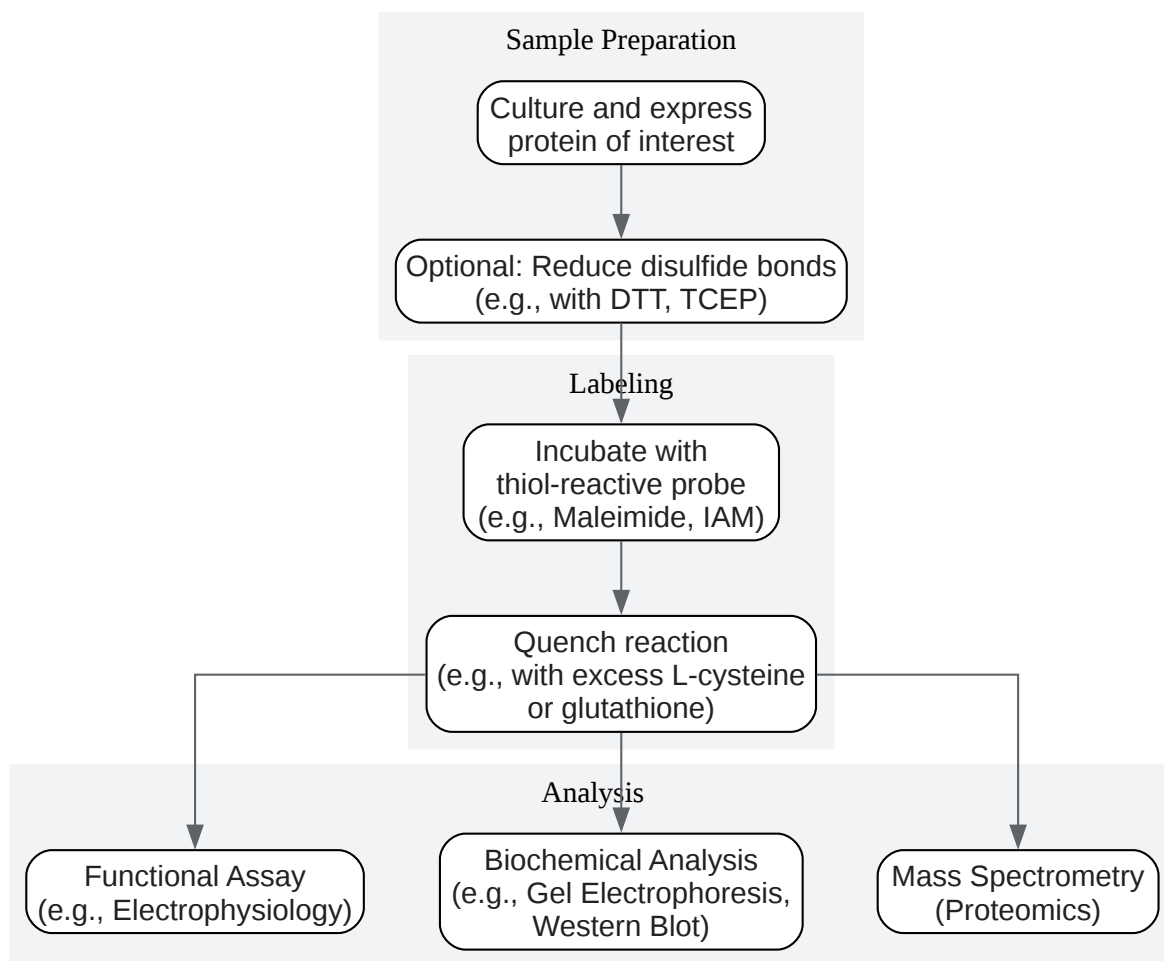 Sample Preparation
Culture and express
protein of interest
Optional: Reduce disulfide bonds
(e.g., with DTT, TCEP)
Labeling
Incubate with
thiol-reactive probe
(e.g., Maleimide, IAM)
Quench reaction
(e.g., with excess L-cysteine
or glutathione)
Analysis
Functional Assay
(e.g., Electrophysiology)
Biochemical Analysis
(e.g., Gel Electrophoresis,
Western Blot)
Mass Spectrometry
(Proteomics)